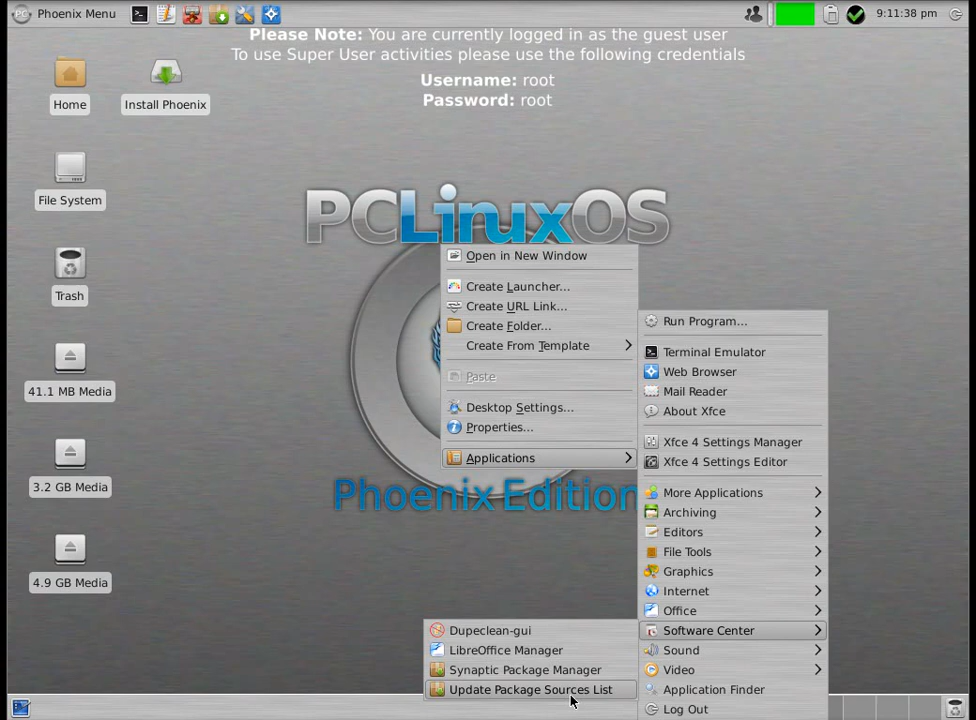 Phoenix Menu
9:11:38 pm
Please Note: You are currently logged in as the guest user
To use Super User activities please use the following credentials
Username: root
Password: root
Home
Install Phoenix
File System
Trash
41.1 MB Media
3.2 GB Media
4.9 GB Media
PCLinuxOS
Phoenix Edition
Open in New Window
Create Launcher...
Create URL Link...
Create Folder...
Create From Template
Paste
Desktop Settings...
Properties...
Applications
Run Program...
Terminal Emulator
Web Browser
Mail Reader
About Xfce
Xfce 4 Settings Manager
Xfce 4 Settings Editor
More Applications
Archiving
Editors
File Tools
Graphics
Internet
Office
Software Center
Sound
Video
Application Finder
Log Out
Dupeclean-gui
LibreOffice Manager
Synaptic Package Manager
Update Package Sources List